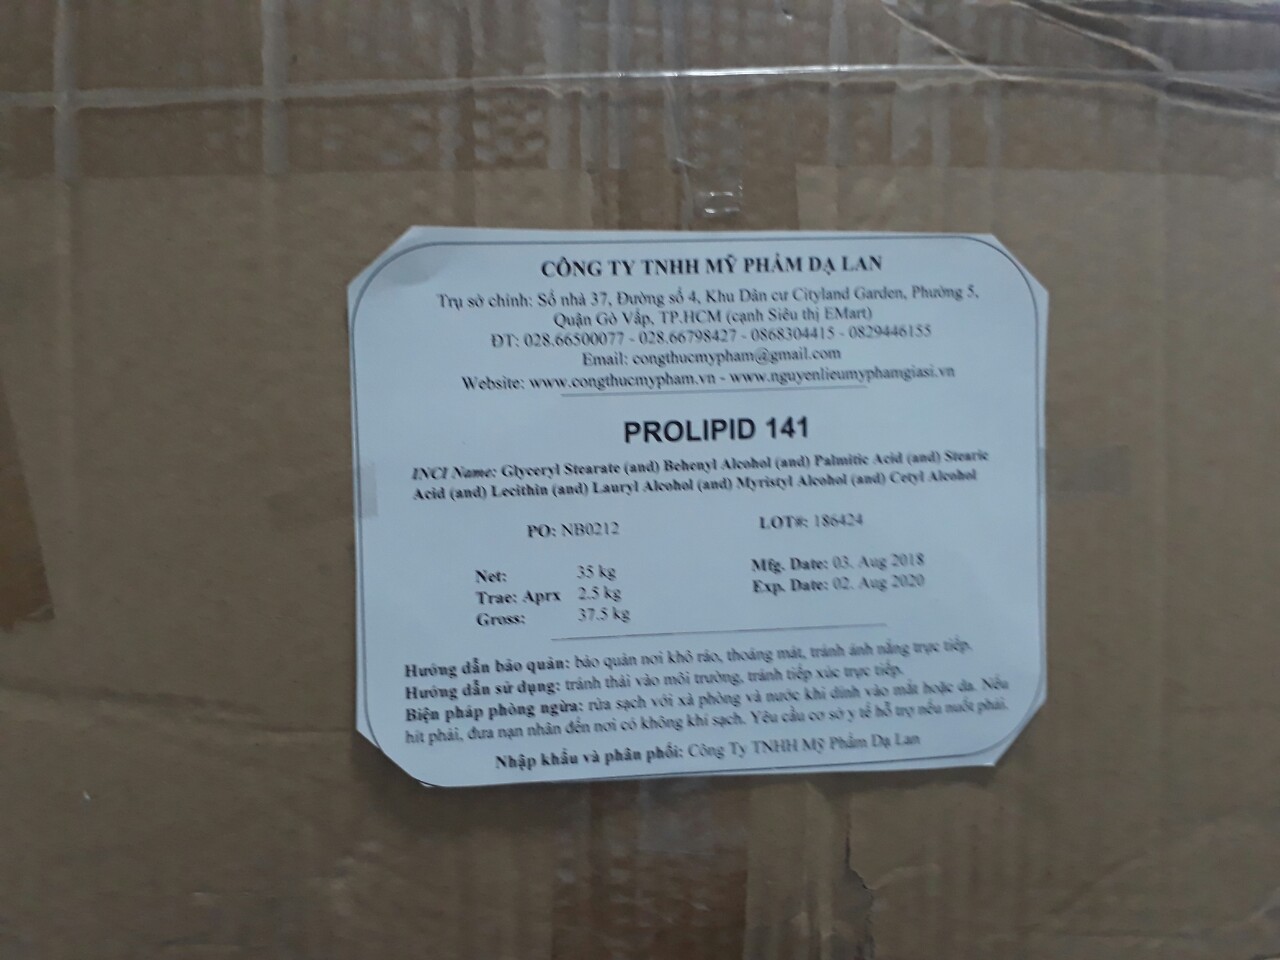 CÔNG TY TNHH MỸ PHẨM DẠ LAN
Trụ sở chính: Số nhà 37, Đường số 4, Khu Dân cư Cityland Garden, Phường 5,
Quận Gò Vấp, TP.HCM (cạnh Siêu thị EMart)
ĐT: 028.66500077 - 028.66798427 - 0868304415 - 0829446155
Email: congthucmypham@gmail.com
Website: www.congthucmypham.vn - www.nguyenlieumyphamgiasi.vn
PROLIPID 141
INCI Name: Glyceryl Stearate (and) Behenyl Alcohol (and) Palmitic Acid (and) Stearic
Acid (and) Lecithin (and) Lauryl Alcohol (and) Myristyl Alcohol (and) Cetyl Alcohol
PO: NB0212 LOT#: 186424
Net: 35 kg Mfg. Date: 03. Aug 2018
Trae: Aprx 2.5 kg Exp. Date: 02. Aug 2020
Gross: 37.5 kg
Hướng dẫn bảo quản: bảo quản nơi khô ráo, thoáng mát, tránh ánh nắng trực tiếp.
Hướng dẫn sử dụng: tránh thải vào môi trường, tránh tiếp xúc trực tiếp.
Biện pháp phòng ngừa: rửa sạch với xà phòng và nước khi dính vào mắt hoặc da. Nếu
hít phải, đưa nạn nhân đến nơi có không khí sạch. Yêu cầu cơ sở y tế hỗ trợ nếu nuốt phải.
Nhập khẩu và phân phối: Công Ty TNHH Mỹ Phẩm Dạ Lan